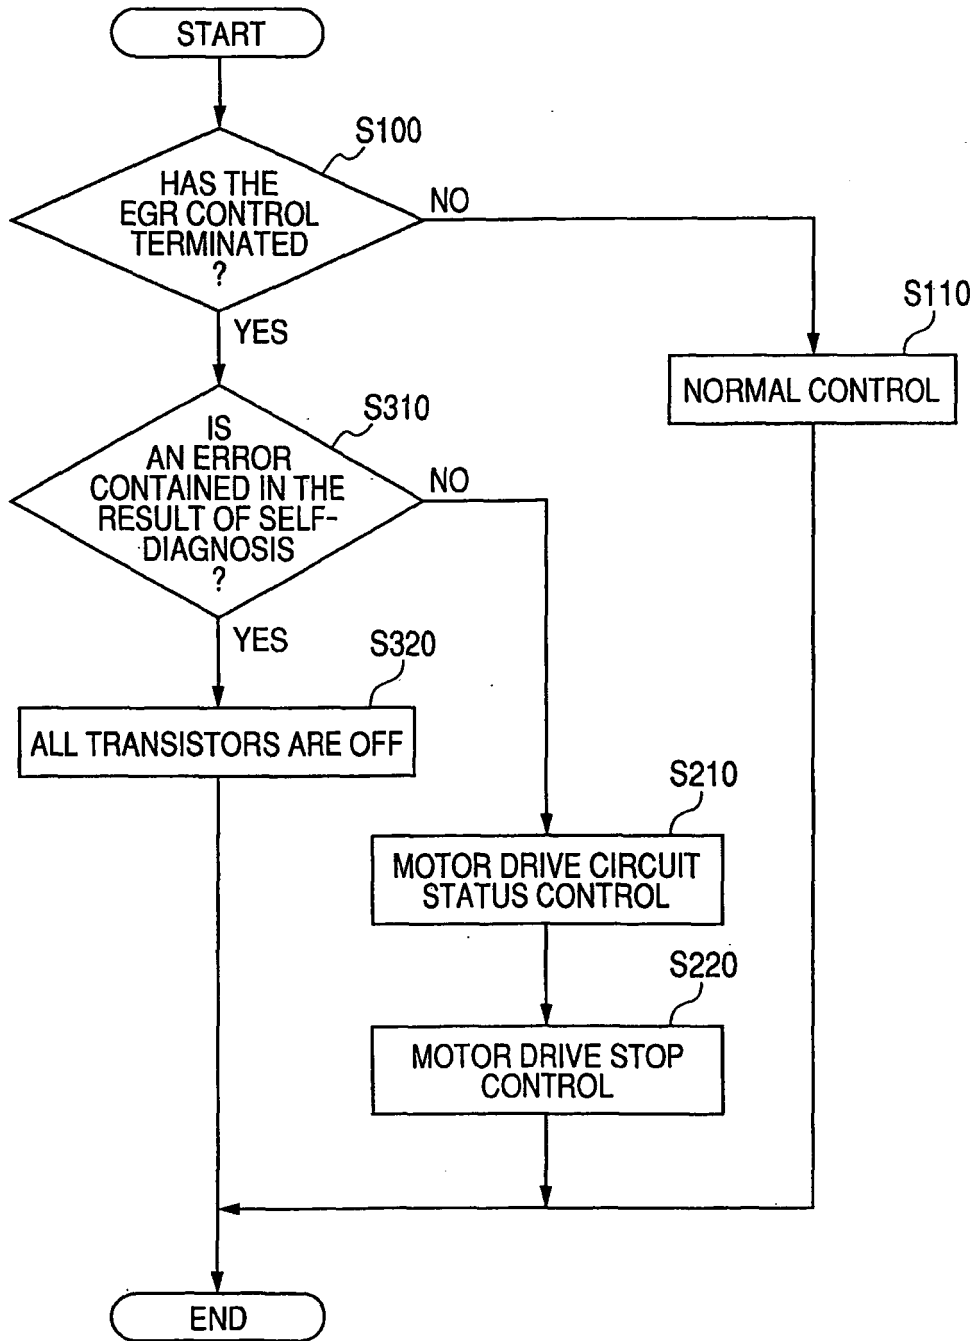 START
S100
HAS THE
EGR CONTROL
TERMINATED
?
NO
YES
S110
NORMAL CONTROL
S310
IS
AN ERROR
CONTAINED IN THE
RESULT OF SELF-
DIAGNOSIS
?
NO
YES
S320
ALL TRANSISTORS ARE OFF
S210
MOTOR DRIVE CIRCUIT
STATUS CONTROL
S220
MOTOR DRIVE STOP
CONTROL
END